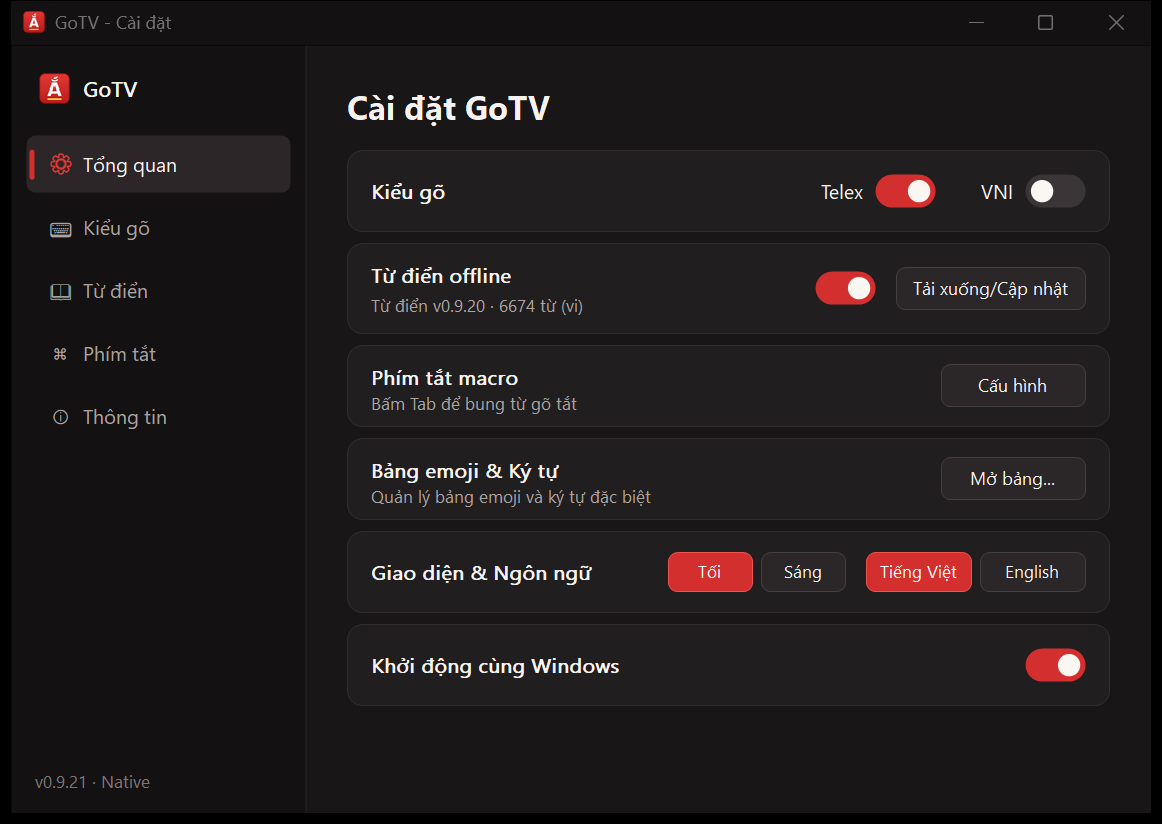 GoTV - Cài đặt
GoTV
Tổng quan
Kiểu gõ
Từ điển
Phím tắt
Thông tin
v0.9.21 · Native
Cài đặt GoTV
Kiểu gõ
Telex
VNI
Từ điển offline
Từ điển v0.9.20 · 6674 từ (vi)
Tải xuống/Cập nhật
Phím tắt macro
Bấm Tab để bung từ gõ tắt
Cấu hình
Bảng emoji & Ký tự
Quản lý bảng emoji và ký tự đặc biệt
Mở bảng...
Giao diện & Ngôn ngữ
Tối
Sáng
Tiếng Việt
English
Khởi động cùng Windows